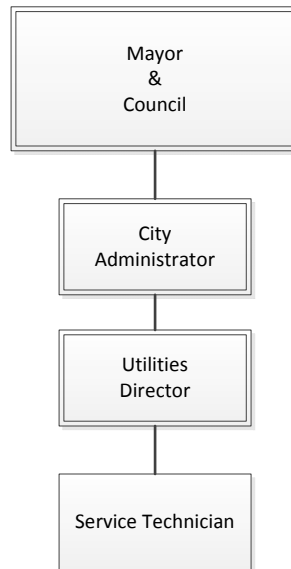 Mayor
&
Council
City
Administrator
Utilities
Director
Service Technician